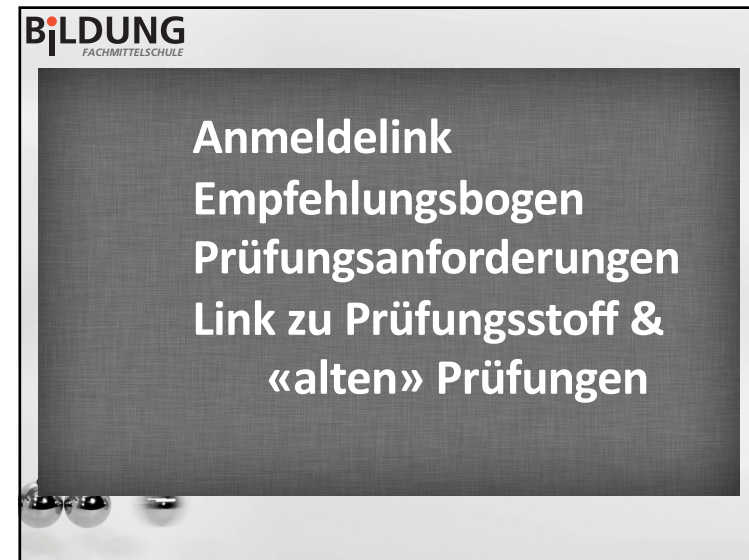 BiLDUNG
FACHMITTELSCHULE
Anmeldelink
Empfehlungsbogen
Prüfungsanforderungen
Link zu Prüfungsstoff &
«alten» Prüfungen